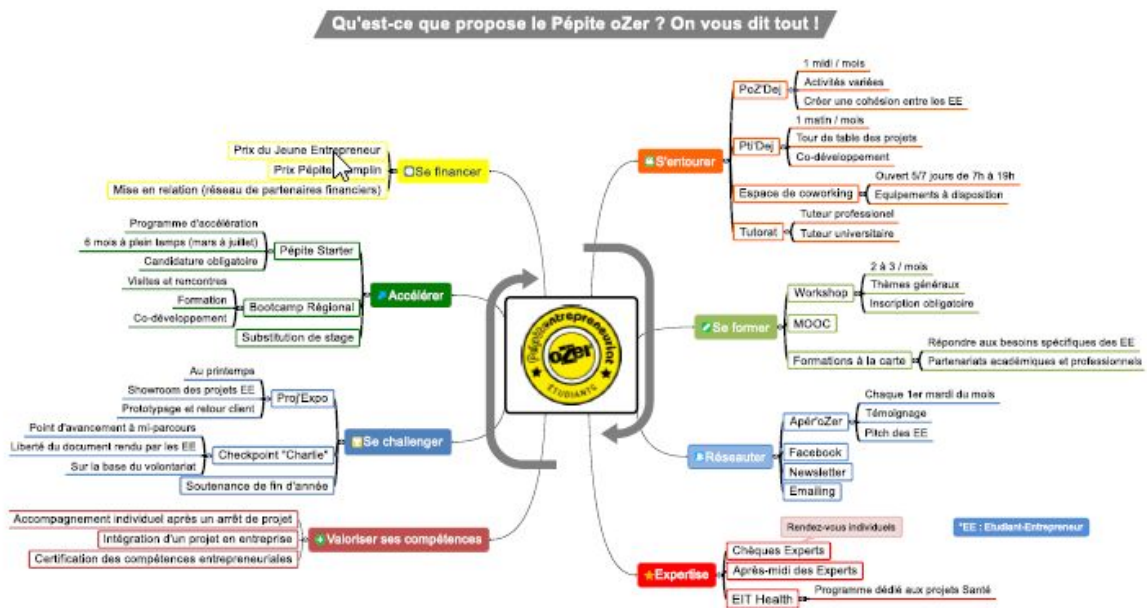 Qu'est-ce que propose le Pépite oZer ? On vous dit tout !
S'entourer
PoZ'Dej
1 midi / mois
Activités variées
Créer une cohésion entre les EE
Pti'Dej
1 matin / mois
Tour de table des projets
Co-développement
Espace de coworking
Ouvert 5/7 jours de 7h à 19h
Equipements à disposition
Tutorat
Tuteur professionel
Tuteur universitaire
Se former
Workshop
2 à 3 / mois
Thèmes généraux
Inscription obligatoire
MOOC
Formations à la carte
Répondre aux besoins spécifiques des EE
Partenariats académiques et professionnels
Réseauter
Apér'oZer
Chaque 1er mardi du mois
Témoignage
Pitch des EE
Facebook
Newsletter
Emailing
Expertise
Rendez-vous individuels
Chèques Experts
Après-midi des Experts
EIT Health
Programme dédié aux projets Santé
*EE : Etudiant-Entrepreneur
Se financer
Prix du Jeune Entrepreneur
Prix Pépite
Mise en relation (réseau de partenaires financiers)
Accélérer
Pépite Starter
Programme d'accélération
6 mois à plein temps (mars à juillet)
Candidature obligatoire
Bootcamp Régional
Visites et rencontres
Formation
Co-développement
Substitution de stage
Se challenger
Proj'Expo
Au printemps
Showroom des projets EE
Prototypage et retour client
Checkpoint "Charlie"
Point d'avancement à mi-parcours
Liberté du document rendu par les EE
Sur la base du volontariat
Soutenance de fin d'année
Valoriser ses compétences
Accompagnement individuel après un arrêt de projet
Intégration d'un projet en entreprise
Certification des compétences entrepreneuriales
Pépite entrepreneuriat
oZer
ÉTUDIANTS